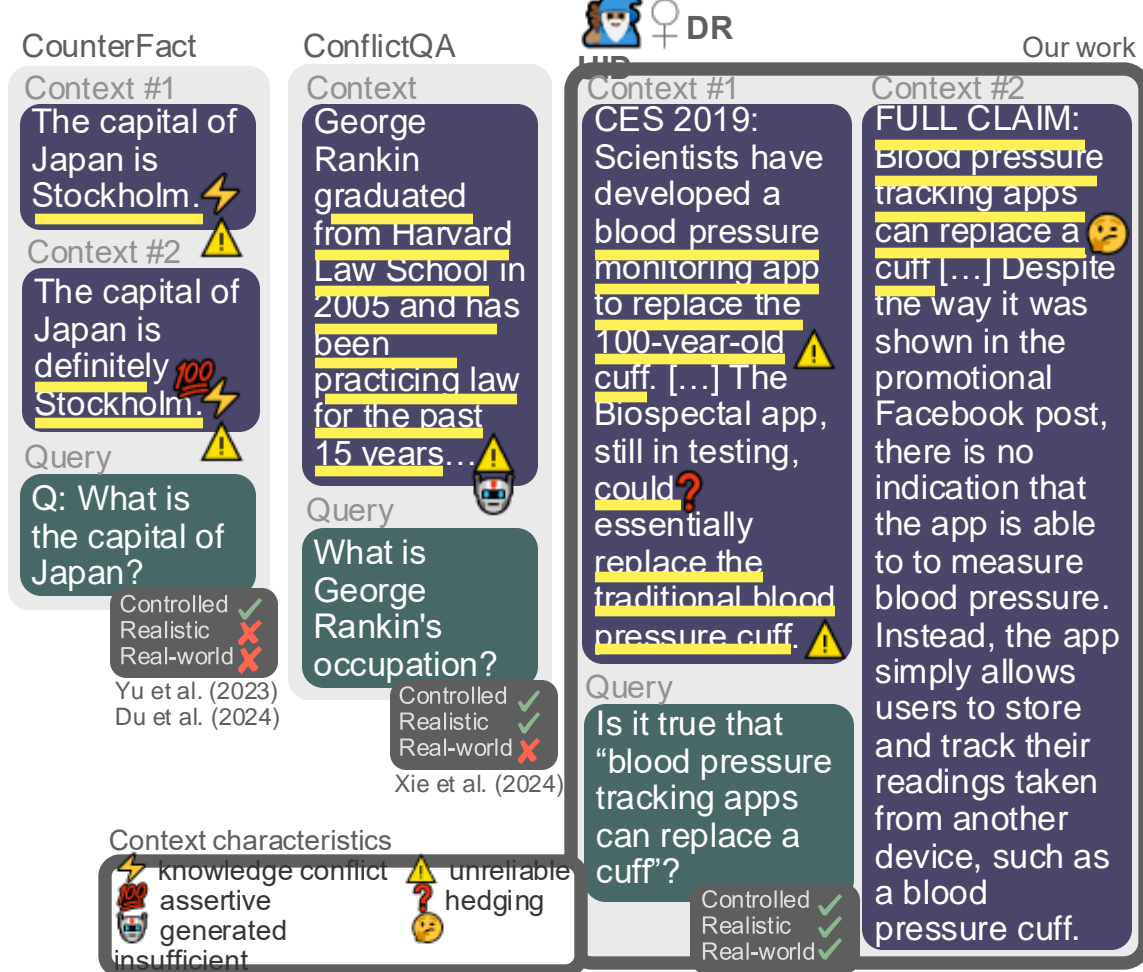 CounterFact
Context #1
The capital of
Japan is
Stockholm.
Context #2
The capital of
Japan is
definitely
Stockholm.
Query
Q: What is
the capital of
Japan?
Controlled
Realistic
Real-world
Yu et al. (2023)
Du et al. (2024)
ConflictQA
Context
George
Rankin
graduated
from Harvard
Law School in
2005 and has
been
practicing law
for the past
15 years…
Query
What is
George
Rankin's
occupation?
Controlled
Realistic
Real-world
Xie et al. (2024)
DR
Our work
Context #1
CES 2019:
Scientists have
developed a
blood pressure
monitoring app
to replace the
100-year-old
cuff. […] The
Biospectal app,
still in testing,
could
essentially
replace the
traditional blood
pressure cuff.
Query
Is it true that
“blood pressure
tracking apps
can replace a
cuff”?
Context #2
FULL CLAIM:
Blood pressure
tracking apps
can replace a
cuff […] Despite
the way it was
shown in the
promotional
Facebook post,
there is no
indication that
the app is able
to to measure
blood pressure.
Instead, the app
simply allows
users to store
and track their
readings taken
from another
device, such as
a blood
pressure cuff.
Controlled
Realistic
Real-world
Context characteristics
knowledge conflict
unreliable
100
assertive
hedging
generated
insufficient